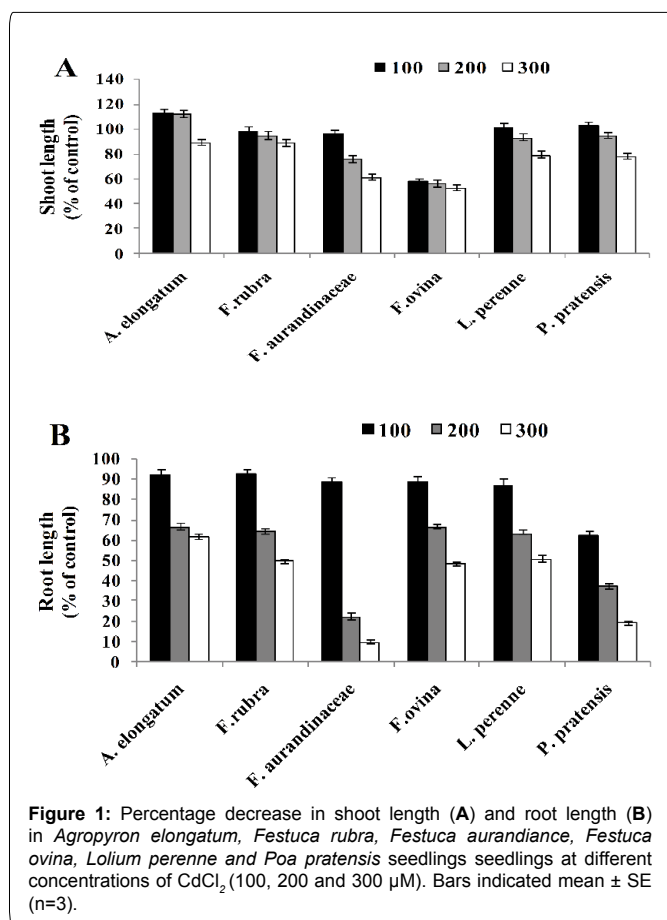 A
100 200 300
140
120
100
80
60
40
20
0
Shoot length
(% of control)
A. elongatum
F.rubra
F. aurandinaceae
F.ovina
L. perenne
P. pratensis
B
100 200 300
100
90
80
70
60
50
40
30
20
10
0
Root length
(% of control)
A. elongatum
F.rubra
F. aurandinaceae
F.ovina
L. perenne
P. pratensis
Figure 1: Percentage decrease in shoot length (A) and root length (B)
in Agropyron elongatum, Festuca rubra, Festuca aurandiance, Festuca
ovina, Lolium perenne and Poa pratensis seedlings seedlings at different
concentrations of CdCl₂ (100, 200 and 300 μM). Bars indicated mean ± SE
(n=3).